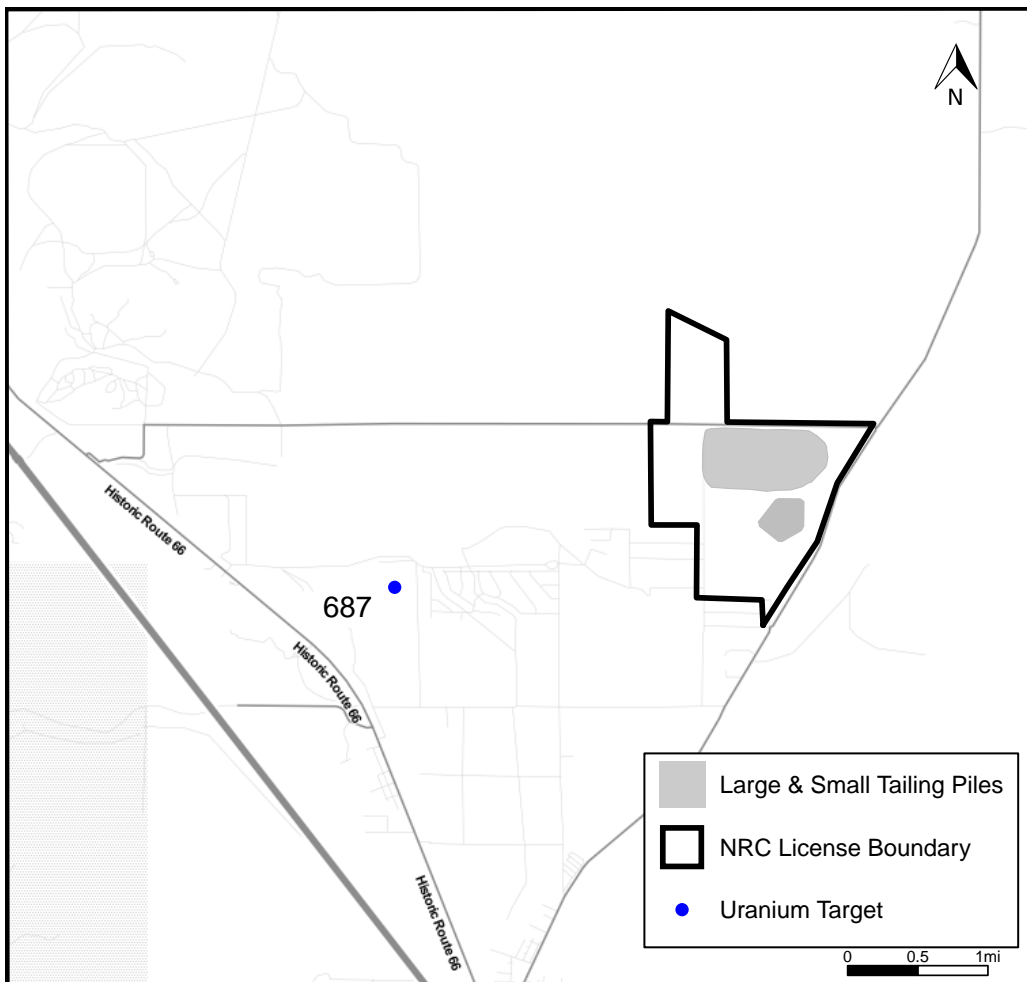 N
Historic Route 66
687
Historic Route 66
Historic Route 66
Large & Small Tailing Piles
NRC License Boundary
Uranium Target
0 0.5 1mi